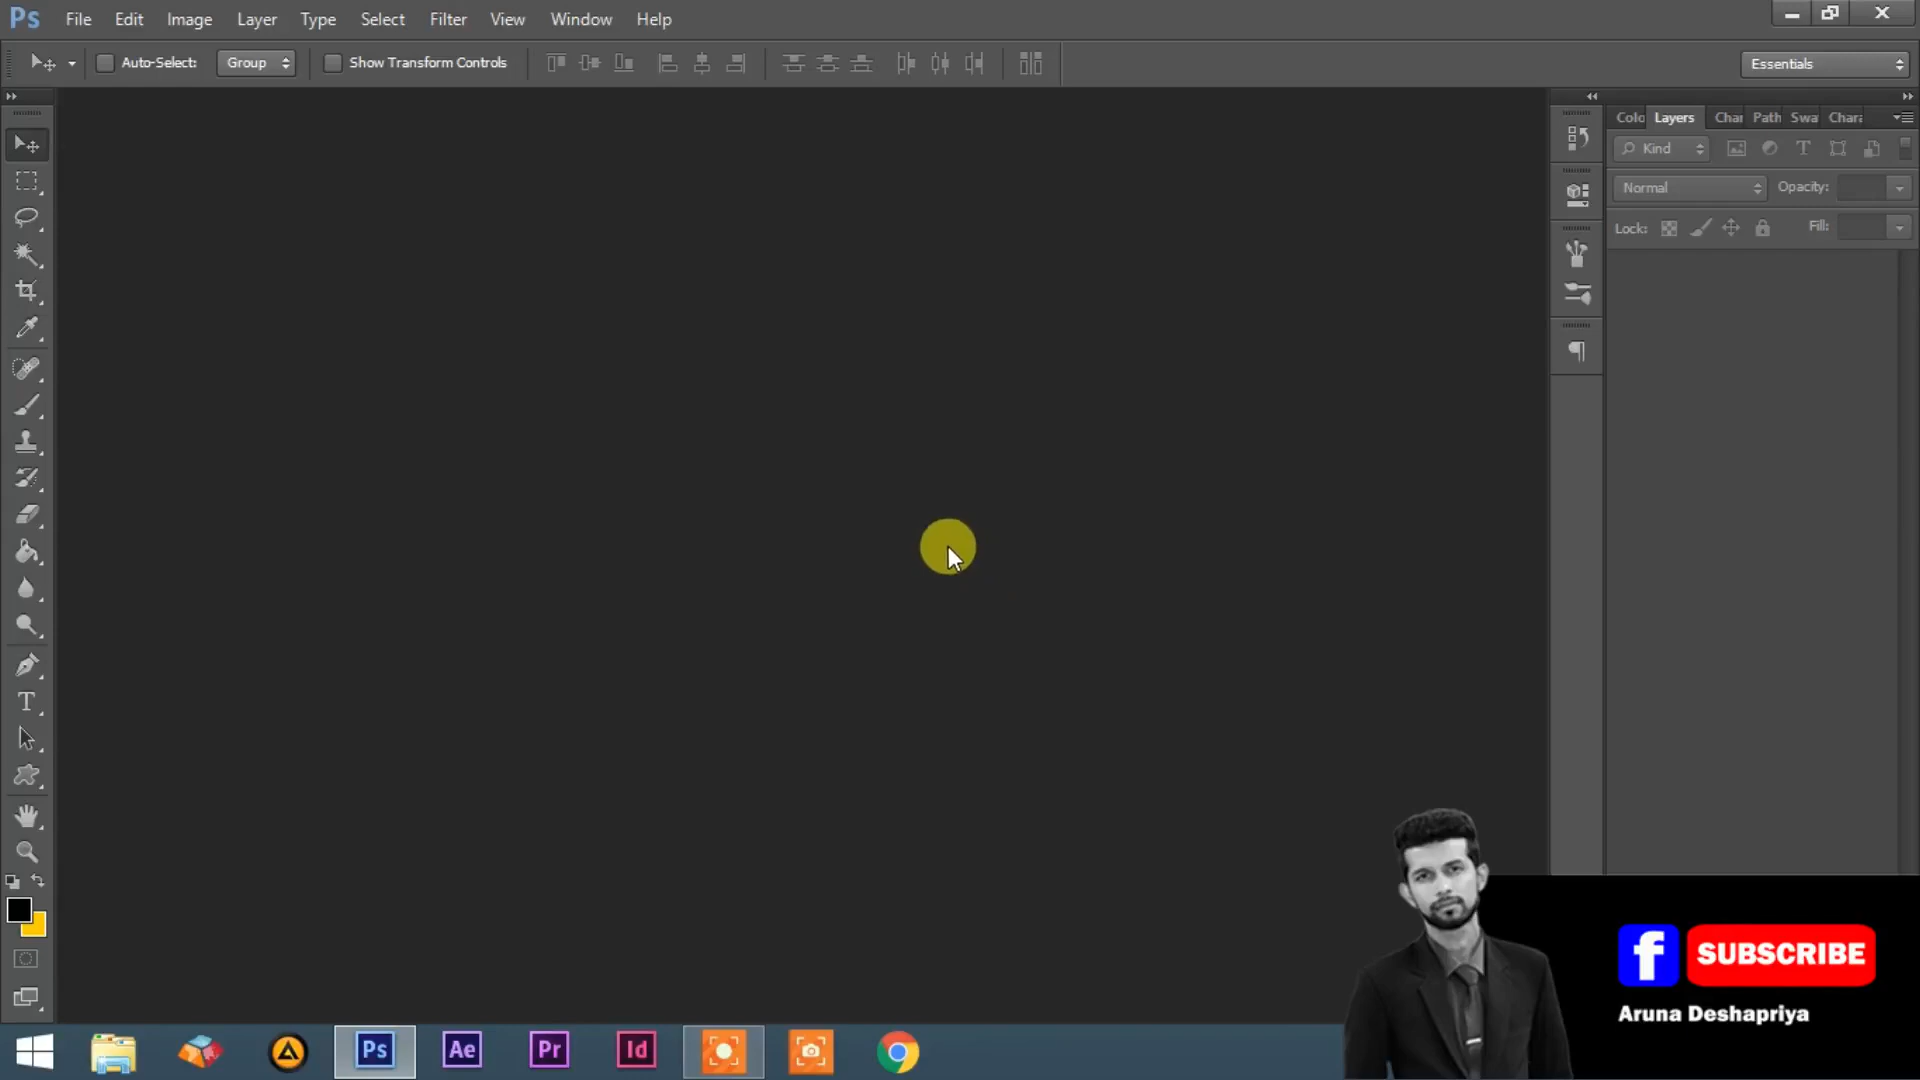 Ps File Edit Image Layer Type Select Filter View Window Help
Auto-Select: Group Show Transform Controls Essentials
Colo Layers Char Path Swa Chara
Kind
Normal Opacity:
Lock: Fill:
T
f SUBSCRIBE
Aruna Deshapriya
Ps Ae Pr Id